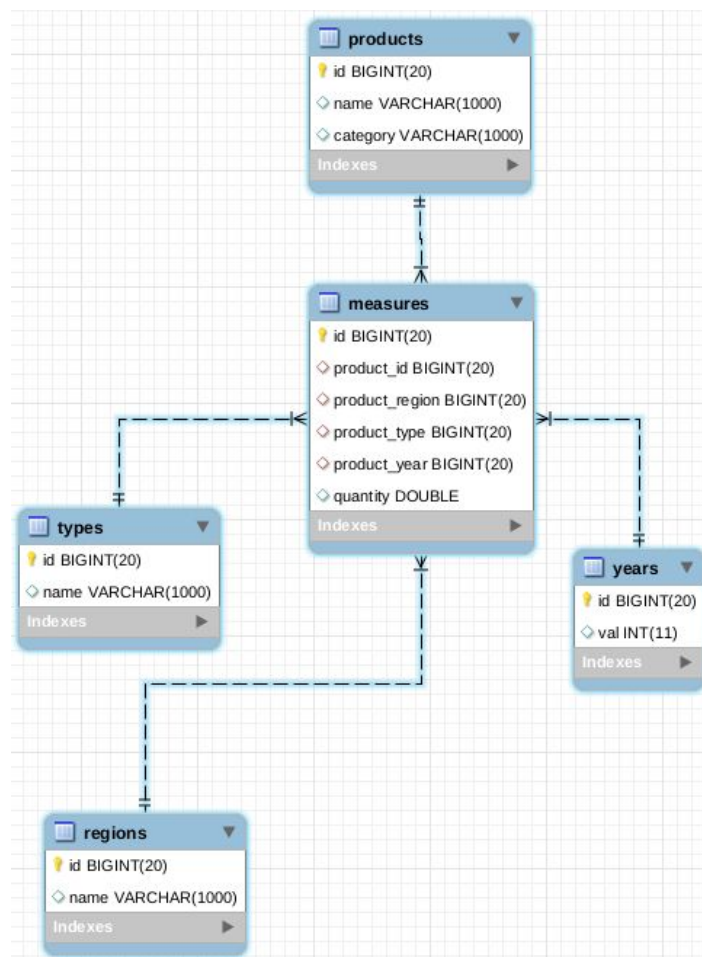 products
id BIGINT(20)
name VARCHAR(1000)
category VARCHAR(1000)
Indexes
measures
id BIGINT(20)
product_id BIGINT(20)
product_region BIGINT(20)
product_type BIGINT(20)
product_year BIGINT(20)
quantity DOUBLE
Indexes
types
id BIGINT(20)
name VARCHAR(1000)
Indexes
years
id BIGINT(20)
val INT(11)
Indexes
regions
id BIGINT(20)
name VARCHAR(1000)
Indexes